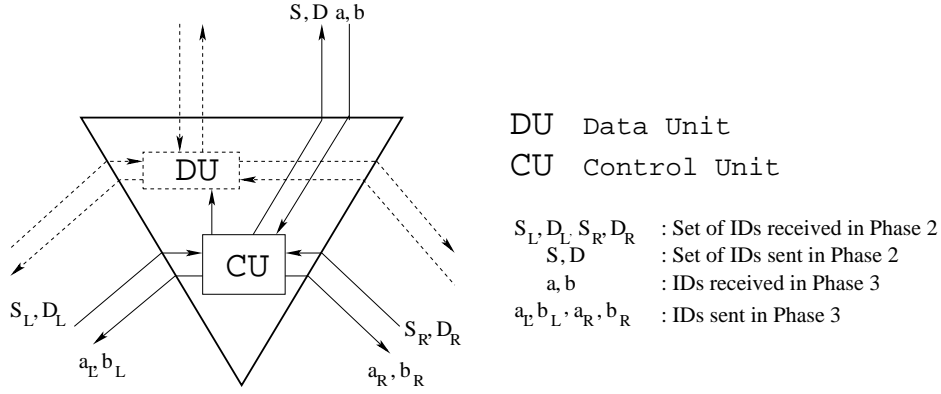 S, D a, b
DU
CU
S_L, D_L
a_L, b_L
S_R, D_R
a_R, b_R
DU Data Unit
CU Control Unit
S_L, D_L, S_R, D_R : Set of IDs received in Phase 2
S, D : Set of IDs sent in Phase 2
a, b : IDs received in Phase 3
a_L, b_L, a_R, b_R : IDs sent in Phase 3